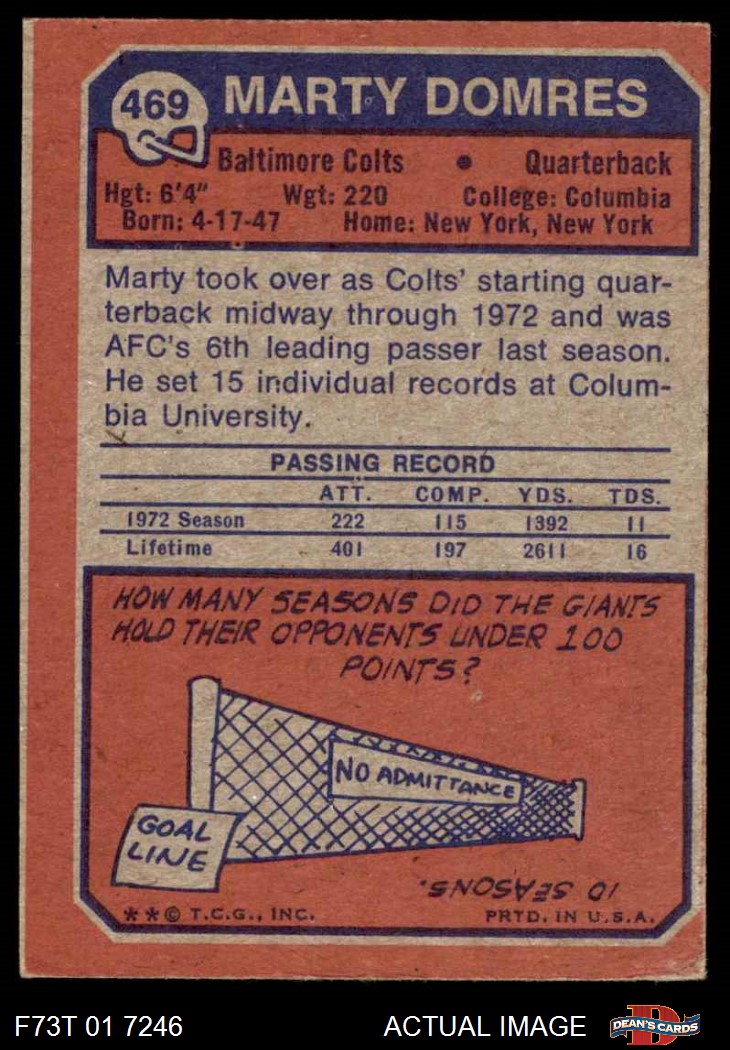 469 MARTY DOMRES
Baltimore Colts • Quarterback
Hgt: 6'4" Wgt: 220 College: Columbia
Born: 4-17-47 Home: New York, New York
Marty took over as Colts' starting quar-
terback midway through 1972 and was
AFC's 6th leading passer last season.
He set 15 individual records at Colum-
bia University.
PASSING RECORD
ATT. COMP. YDS. TDS.
1972 Season 222 115 1392 11
Lifetime 401 197 2611 16
HOW MANY SEASONS DID THE GIANTS
HOLD THEIR OPPONENTS UNDER 100
POINTS?
NO ADMITTANCE
GOAL
LINE
10 SEASONS.
**© T.C.G., INC. PRTD. IN U.S.A.
F73T 01 7246 ACTUAL IMAGE DEAN'S CARDS